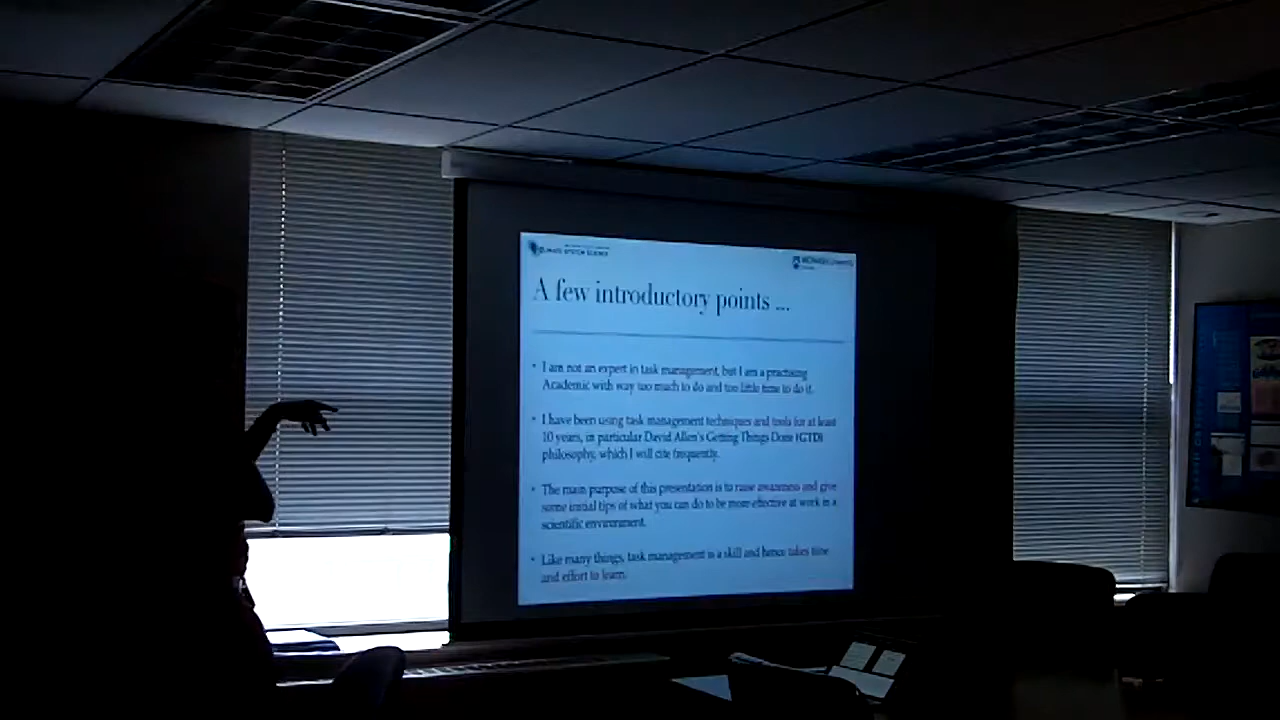 CLIMATE SYSTEM SCIENCE
MONASH University
A few introductory points ...
• I am not an expert in task management, but I am a practising
Academic with way too much to do and too little time to do it.
• I have been using task management techniques and tools for at least
10 years, in particular David Allen's Getting Things Done (GTD)
philosophy, which I will cite frequently.
• The main purpose of this presentation is to raise awareness and give
some initial tips of what you can do to be more effective at work in a
scientific environment.
• Like many things, task management is a skill and hence takes time
and effort to learn.